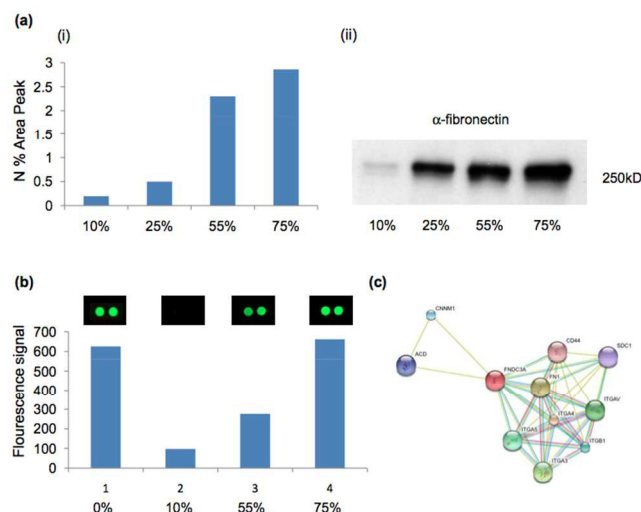 (a)
(i)
(ii)
N % Area Peak
3
2.5
2
1.5
1
0.5
0
10% 25% 55% 75%
α-fibronectin
250kD
10% 25% 55% 75%
(b)
Flourescence signal
700
600
500
400
300
200
100
0
1 2 3 4
0% 10% 55% 75%
(c)
CNNM1
ACD
FNDC3A
CD44
SDC1
FN1
ITGAV
ITGA4
ITGA5
ITGB1
ITGA3